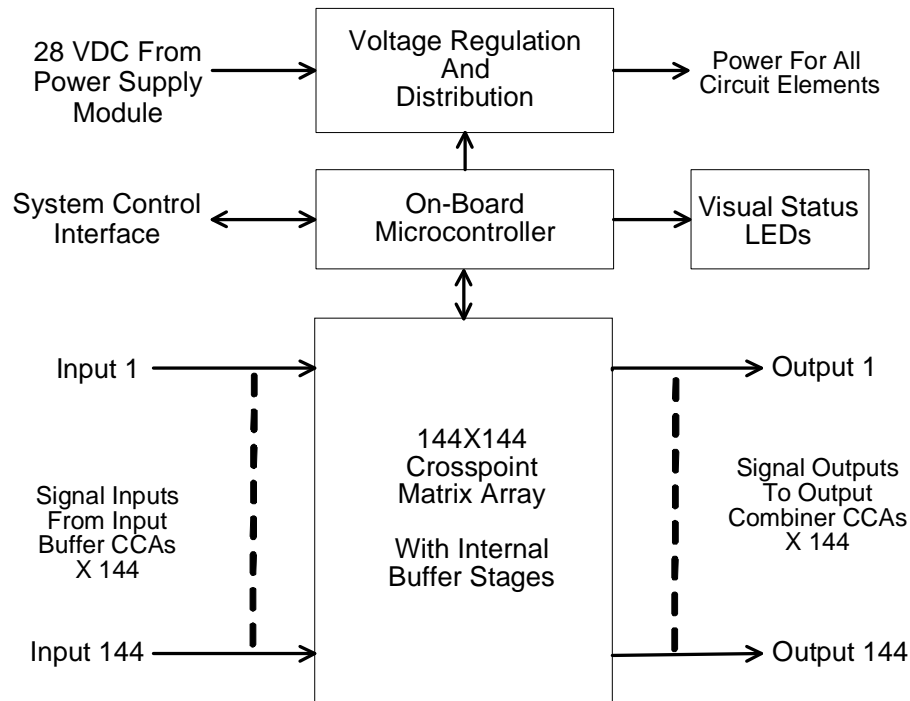 28 VDC From
Power Supply
Module
Voltage Regulation
And
Distribution
Power For All
Circuit Elements
System Control
Interface
On-Board
Microcontroller
Visual Status
LEDs
Input 1
Output 1
144X144
Crosspoint
Matrix Array
With Internal
Buffer Stages
Signal Inputs
From Input
Buffer CCAs
X 144
Signal Outputs
To Output
Combiner CCAs
X 144
Input 144
Output 144